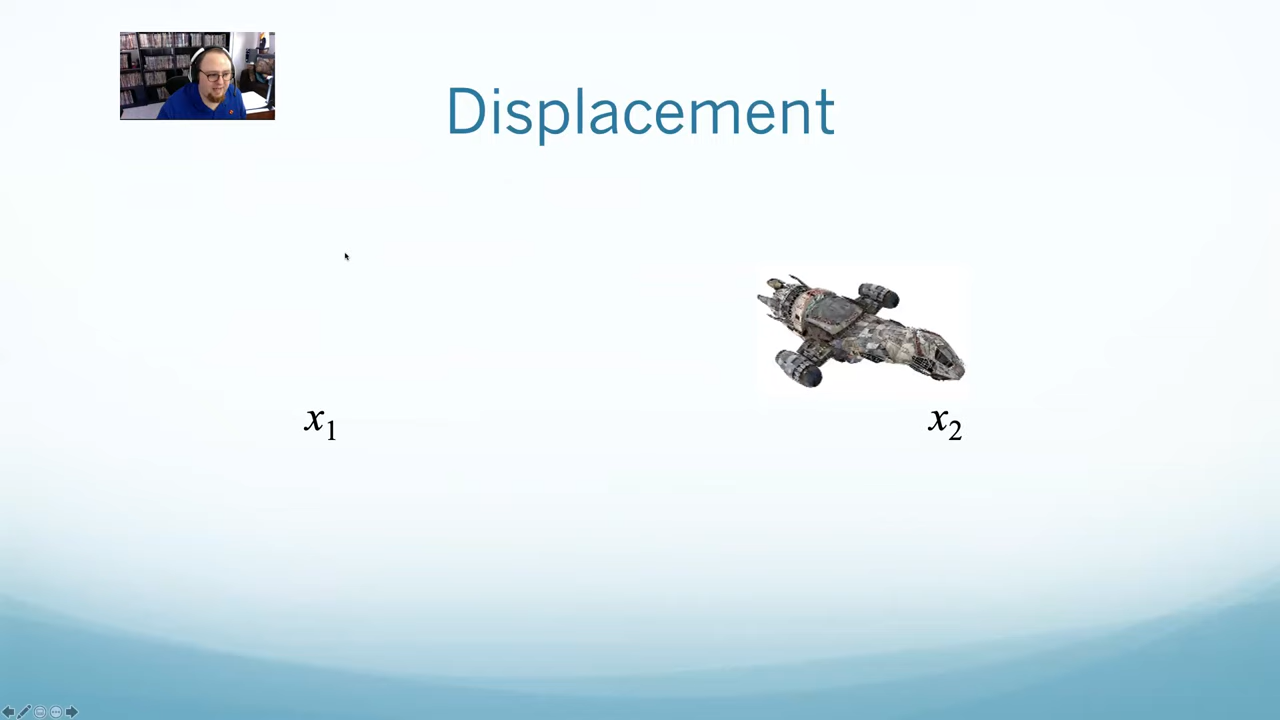 Displacement
x₁ x₂